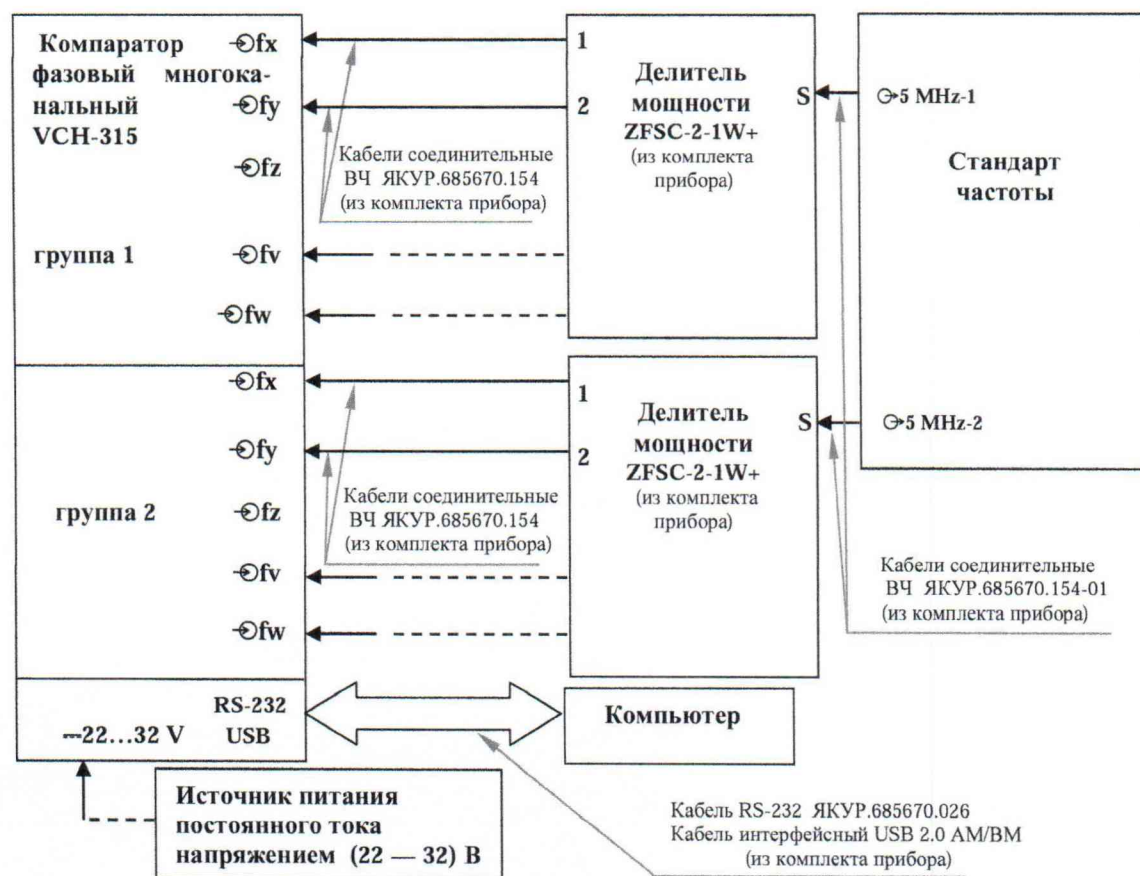 Компаратор
фазовый многока-
нальный
VCH-315
fx
fy
fz
группа 1
fv
fw
fx
fy
группа 2
fz
fv
fw
RS-232
USB
22...32 V
1
2
Кабели соединительные
ВЧ ЯКУР.685670.154
(из комплекта прибора)
Делитель
мощности
ZFSC-2-1W+
(из комплекта
прибора)
S
5 MHz-1
Стандарт
частоты
5 MHz-2
1
2
Кабели соединительные
ВЧ ЯКУР.685670.154
(из комплекта прибора)
Делитель
мощности
ZFSC-2-1W+
(из комплекта
прибора)
S
Кабели соединительные
ВЧ ЯКУР.685670.154-01
(из комплекта прибора)
Компьютер
Источник питания
постоянного тока
напряжением (22 — 32) В
Кабель RS-232 ЯКУР.685670.026
Кабель интерфейсный USB 2.0 AM/BM
(из комплекта прибора)